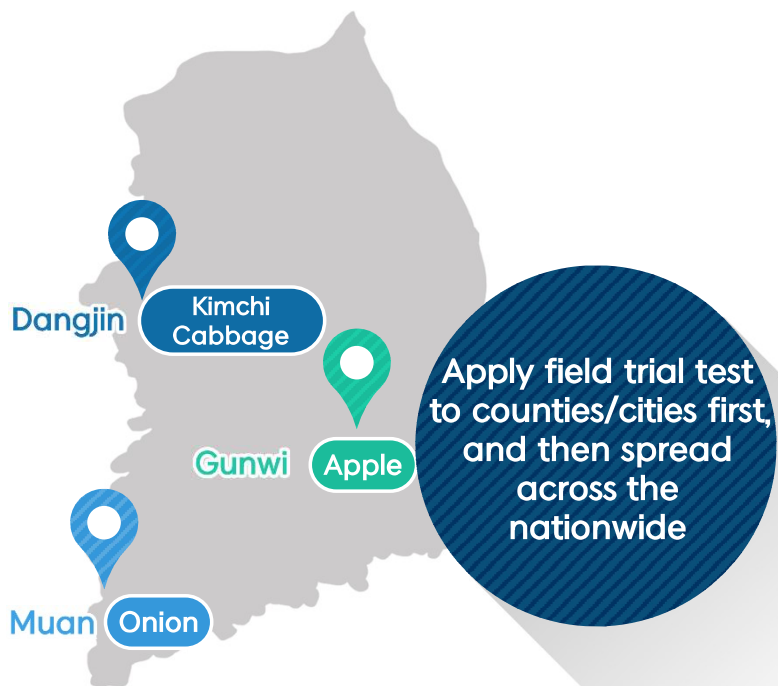 Dangjin
Kimchi
Cabbage
Gunwi
Apple
Apply field trial test
to counties/cities first,
and then spread
across the
nationwide
Muan
Onion